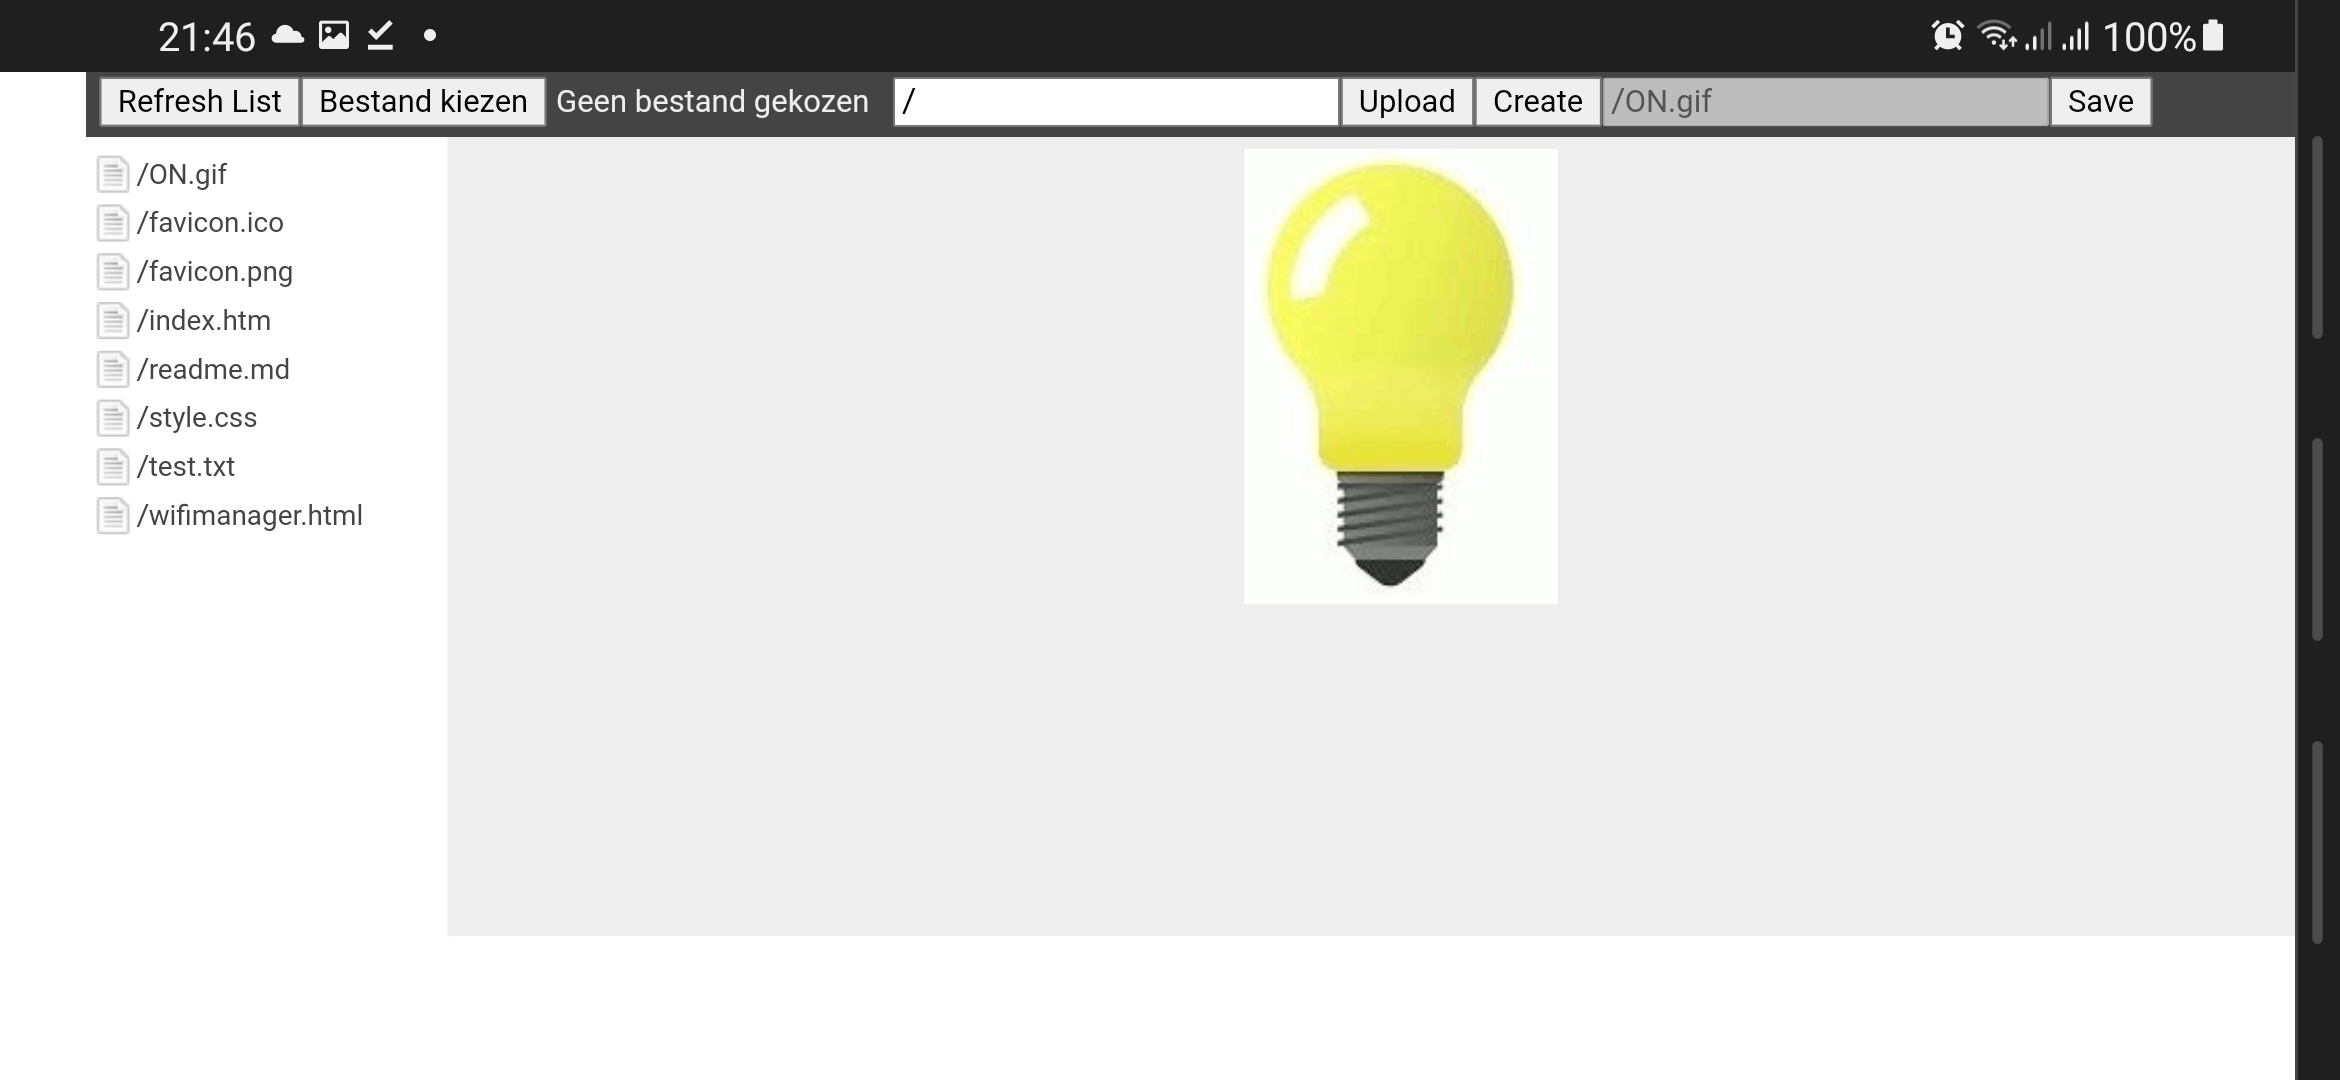 21:46 100%
Refresh List Bestand kiezen Geen bestand gekozen / Upload Create /ON.gif Save
/ON.gif
/favicon.ico
/favicon.png
/index.htm
/readme.md
/style.css
/test.txt
/wifimanager.html